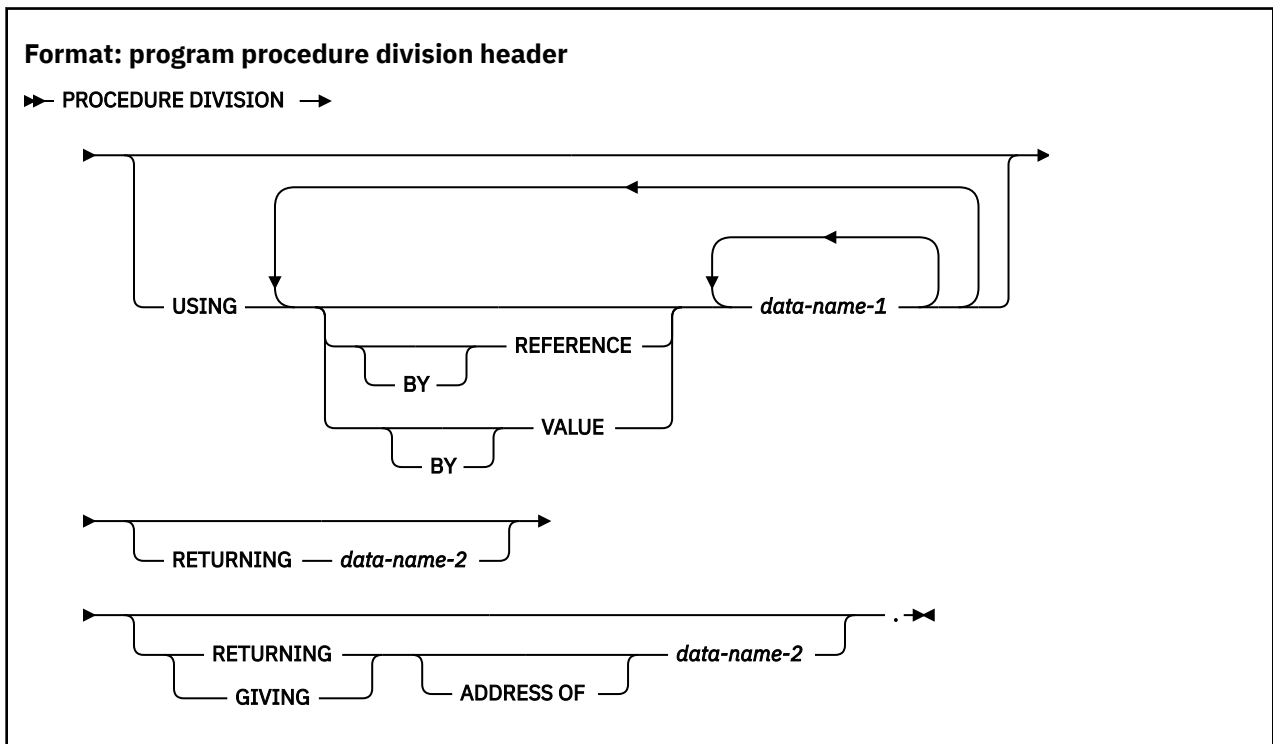 Format: program procedure division header
PROCEDURE DIVISION
USING
data-name-1
REFERENCE
BY
VALUE
BY
RETURNING data-name-2
.
RETURNING data-name-2
GIVING ADDRESS OF